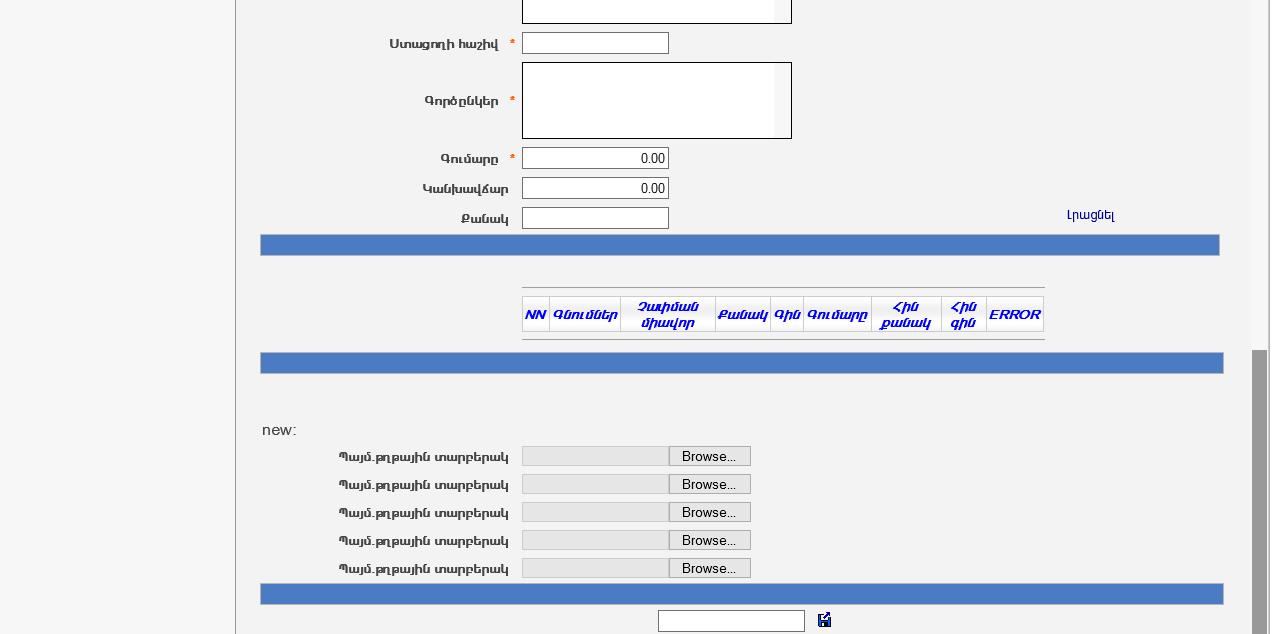 Ստացողի հաշիվ *
Գործընկեր *
Գումարը * 0.00
Կանխավճար 0.00
Քանակ Լրացնել
NN Գնումներ Չափման միավոր Քանակ Գին Գումարը Հին քանակ Հին գին ERROR
new:
Պայմ.թղթային տարբերակ Browse...
Պայմ.թղթային տարբերակ Browse...
Պայմ.թղթային տարբերակ Browse...
Պայմ.թղթային տարբերակ Browse...
Պայմ.թղթային տարբերակ Browse...